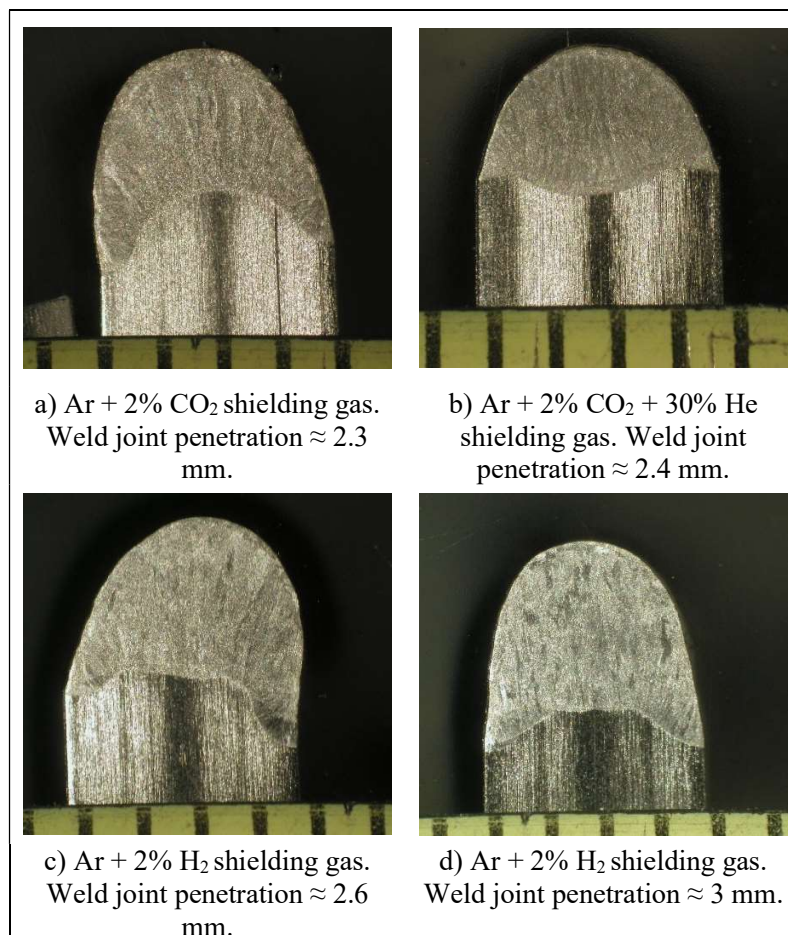 a) Ar + 2% CO₂ shielding gas.
Weld joint penetration ≈ 2.3
mm.
b) Ar + 2% CO₂ + 30% He
shielding gas. Weld joint
penetration ≈ 2.4 mm.
c) Ar + 2% H₂ shielding gas.
Weld joint penetration ≈ 2.6
mm.
d) Ar + 2% H₂ shielding gas.
Weld joint penetration ≈ 3 mm.